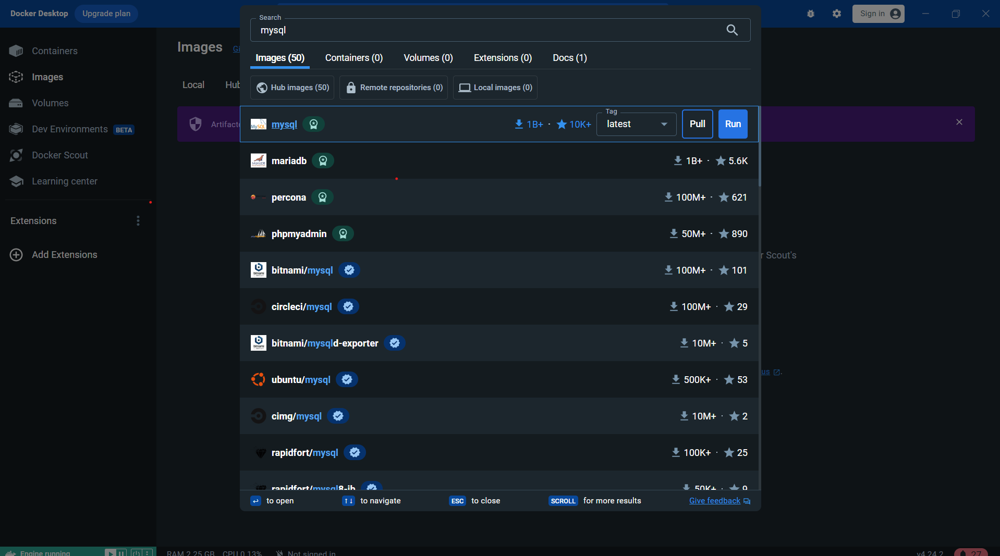 Docker Desktop
Upgrade plan
Sign in
Search
mysql
Containers
Images
Volumes
Dev Environments BETA
Docker Scout
Learning center
Extensions
Add Extensions
Images Gi
Local Hub
Artifacts
Images (50)
Containers (0)
Volumes (0)
Extensions (0)
Docs (1)
Hub images (50)
Remote repositories (0)
Local images (0)
MySQL mysql 1B+ · 10K+ Tag latest Pull Run
mariadb 1B+ · 5.6K
percona 100M+ · 621
phpmyadmin 50M+ · 890
bitnami bitnami/mysql 100M+ · 101
circleci/mysql 100M+ · 29
bitnami bitnami/mysqld-exporter 10M+ · 5
ubuntu/mysql 500K+ · 53
cimg/mysql 10M+ · 2
rapidfort/mysql 100K+ · 25
rapidfort/mysql8-ib 50K+ · 9
r Scout's
us.
to open
↑↓ to navigate
ESC to close
SCROLL for more results
Give feedback
Engine running
RAM 2.25 GB CPU 0.13% Not signed in
v4.24.2
27